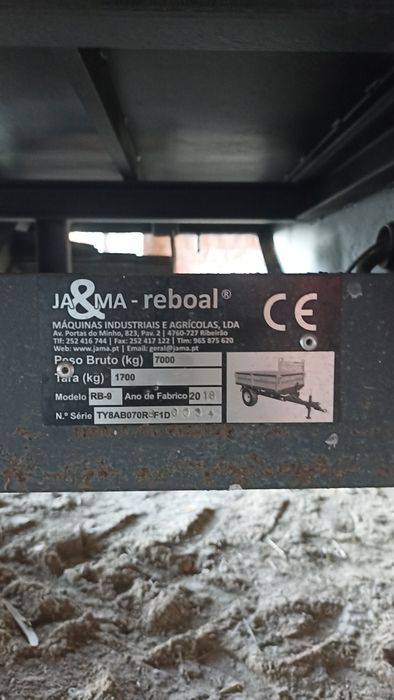 JA&MA - reboal®
CE
MÁQUINAS INDUSTRIAIS E AGRÍCOLAS, LDA
Av. Portas do Minho, 823, Pav. 2 | 4760-727 Ribeirão
Tlf: 252 416 744 | Fax: 252 417 122 | Tlm: 965 875 620
Web: www.jama.pt | Email: geral@jama.pt
Peso Bruto (kg) 7000
Tara (kg) 1700
Modelo RB-9 Ano de Fabrico 2018
N.º Série